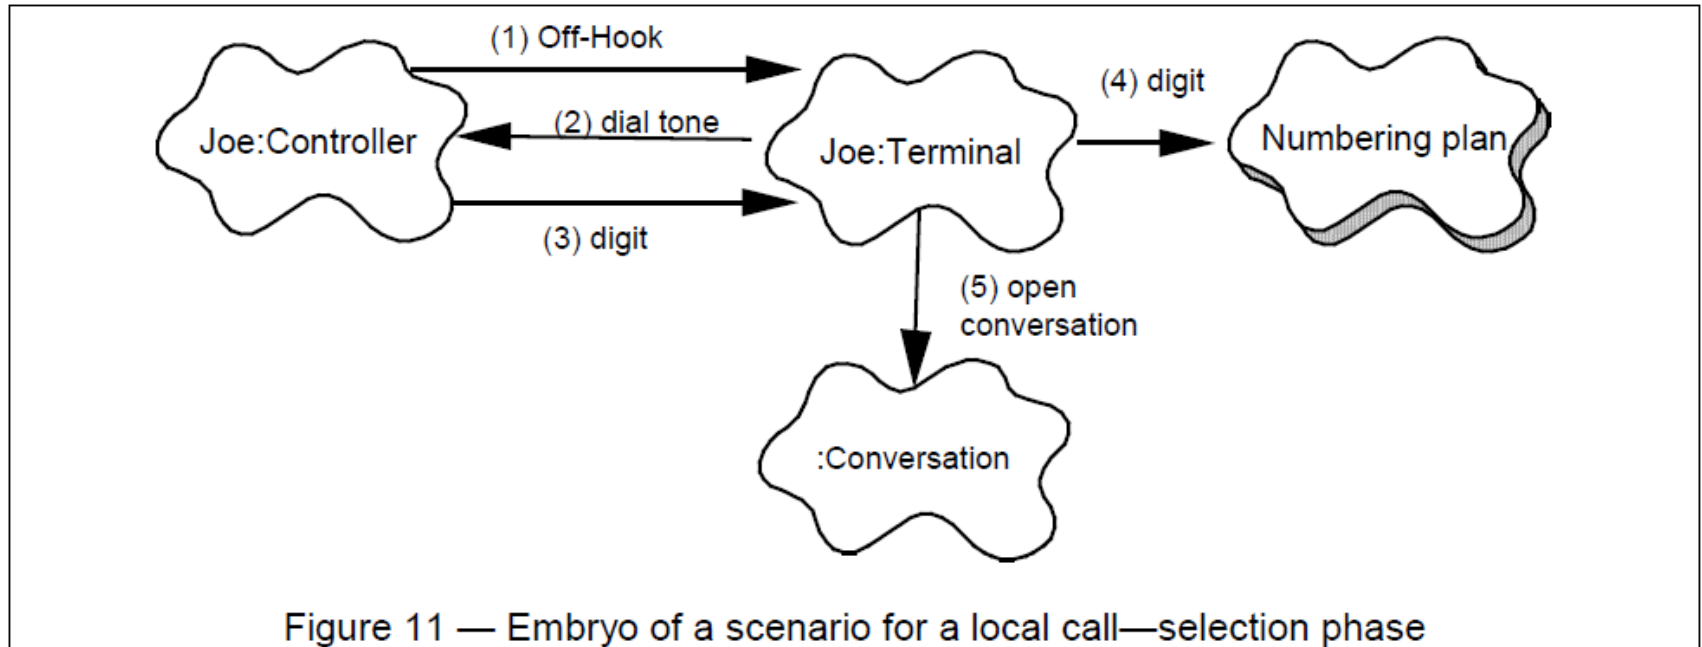 (1) Off-Hook
(4) digit
Joe:Controller
(2) dial tone
Joe:Terminal
Numbering plan
(3) digit
(5) open
conversation
:Conversation
Figure 11 — Embryo of a scenario for a local call—selection phase